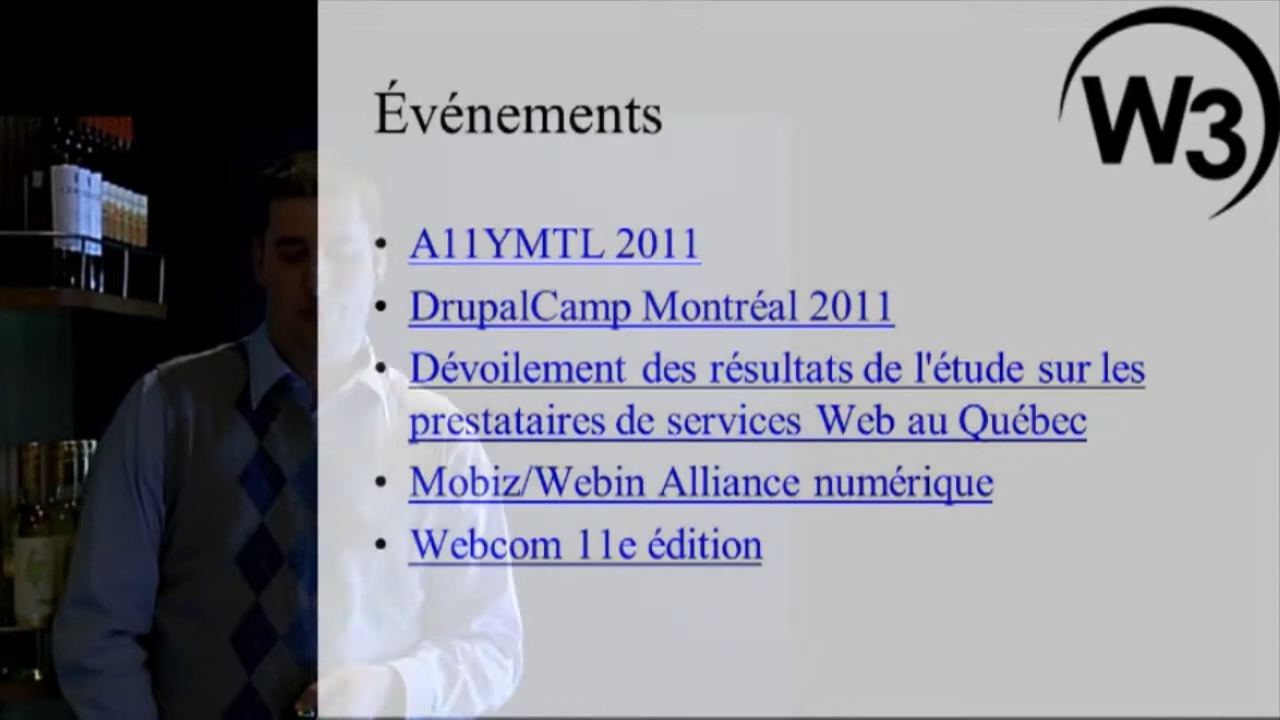 W3
Événements
• A11YMTL 2011
• DrupalCamp Montréal 2011
• Dévoilement des résultats de l'étude sur les
prestataires de services Web au Québec
• Mobiz/Webin Alliance numérique
• Webcom 11e édition